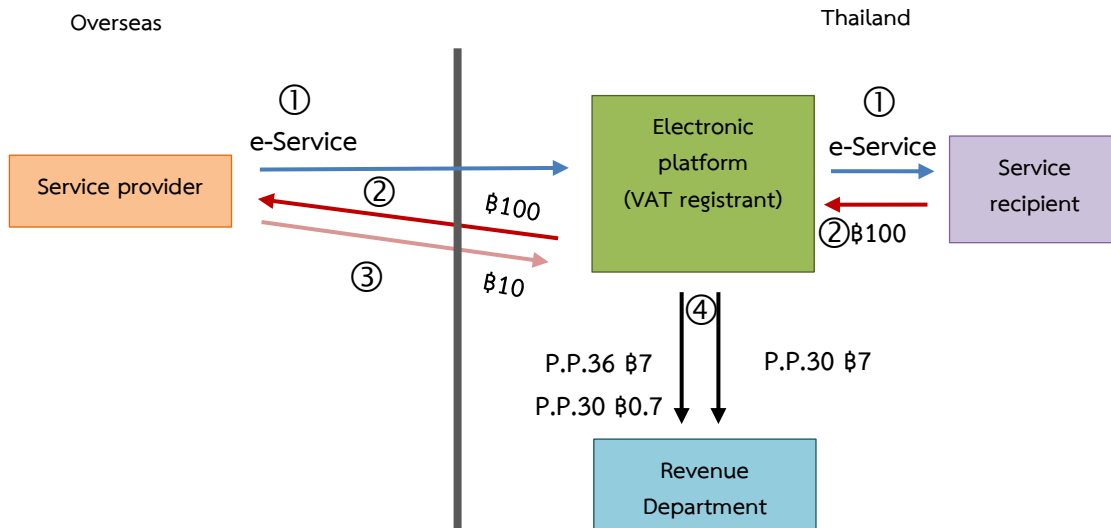 Overseas
Thailand
①
e-Service
Service provider
②
฿100
③
฿10
Electronic
platform
(VAT registrant)
①
e-Service
②฿100
Service
recipient
④
P.P.36 ฿7
P.P.30 ฿0.7
P.P.30 ฿7
Revenue
Department